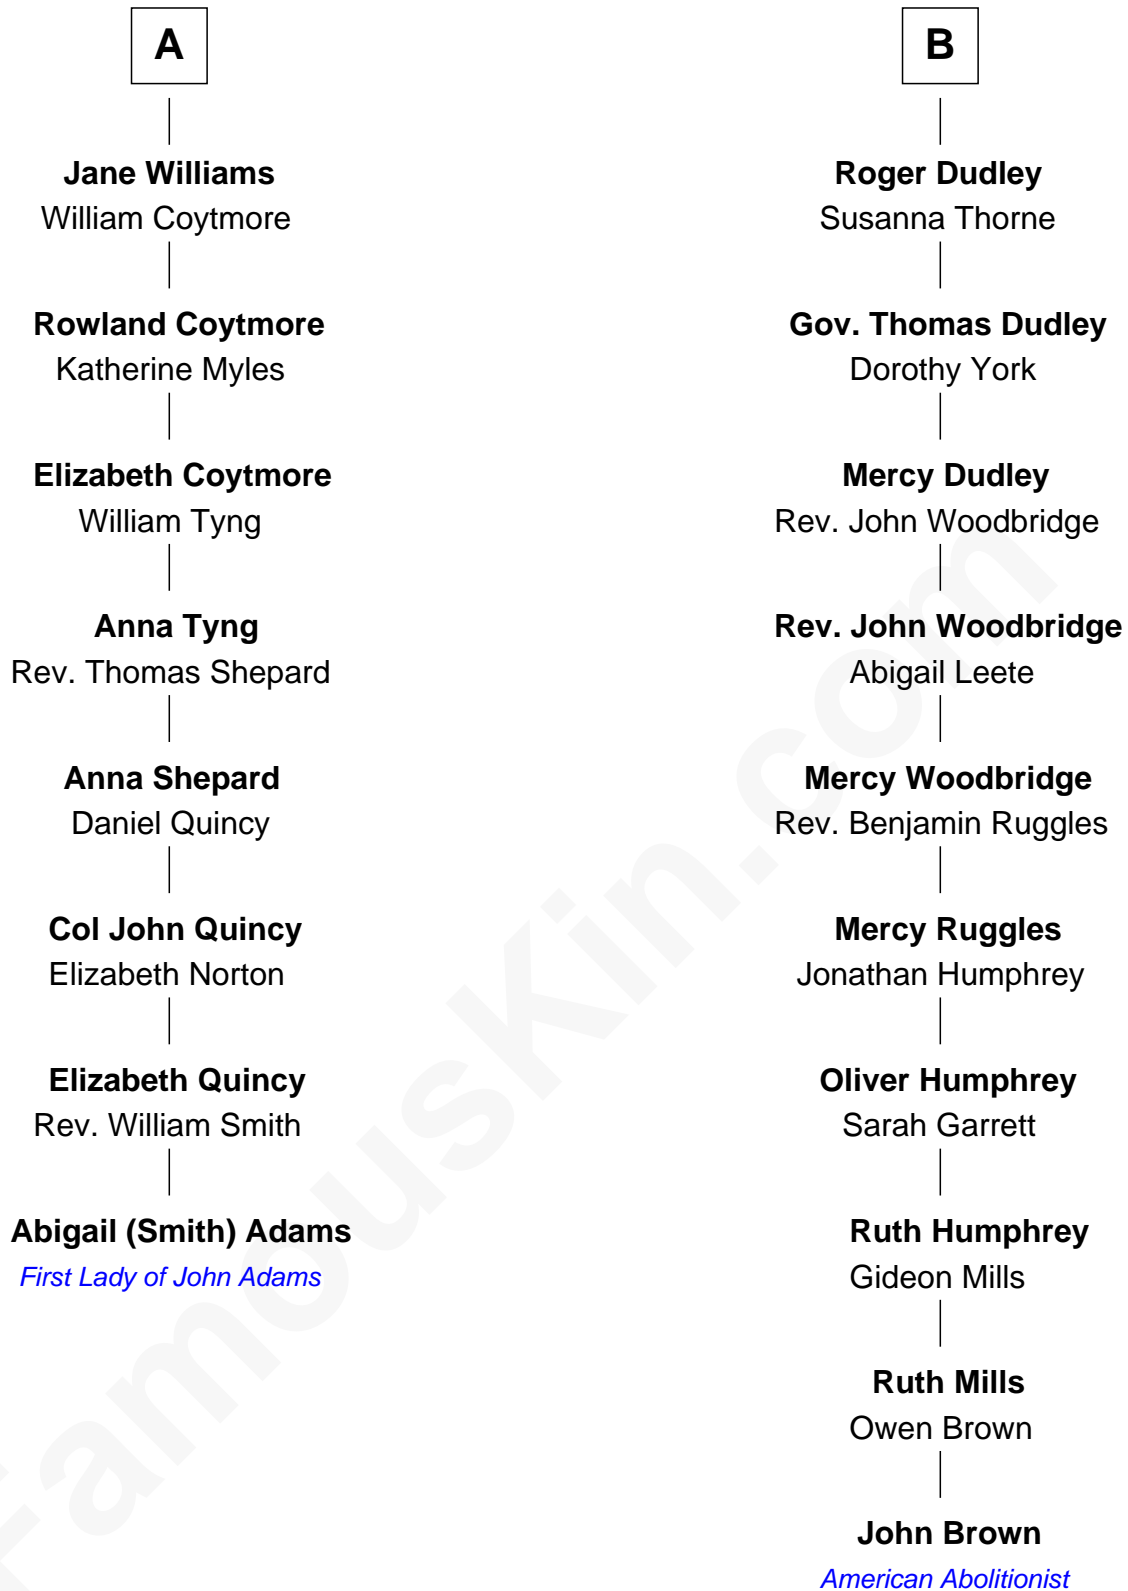 A
Jane Williams
William Coytmore
Rowland Coytmore
Katherine Myles
Elizabeth Coytmore
William Tyng
Anna Tyng
Rev. Thomas Shepard
Anna Shepard
Daniel Quincy
Col John Quincy
Elizabeth Norton
Elizabeth Quincy
Rev. William Smith
Abigail (Smith) Adams
First Lady of John Adams
B
Roger Dudley
Susanna Thorne
Gov. Thomas Dudley
Dorothy York
Mercy Dudley
Rev. John Woodbridge
Rev. John Woodbridge
Abigail Leete
Mercy Woodbridge
Rev. Benjamin Ruggles
Mercy Ruggles
Jonathan Humphrey
Oliver Humphrey
Sarah Garrett
Ruth Humphrey
Gideon Mills
Ruth Mills
Owen Brown
John Brown
American Abolitionist
FamousKin.com